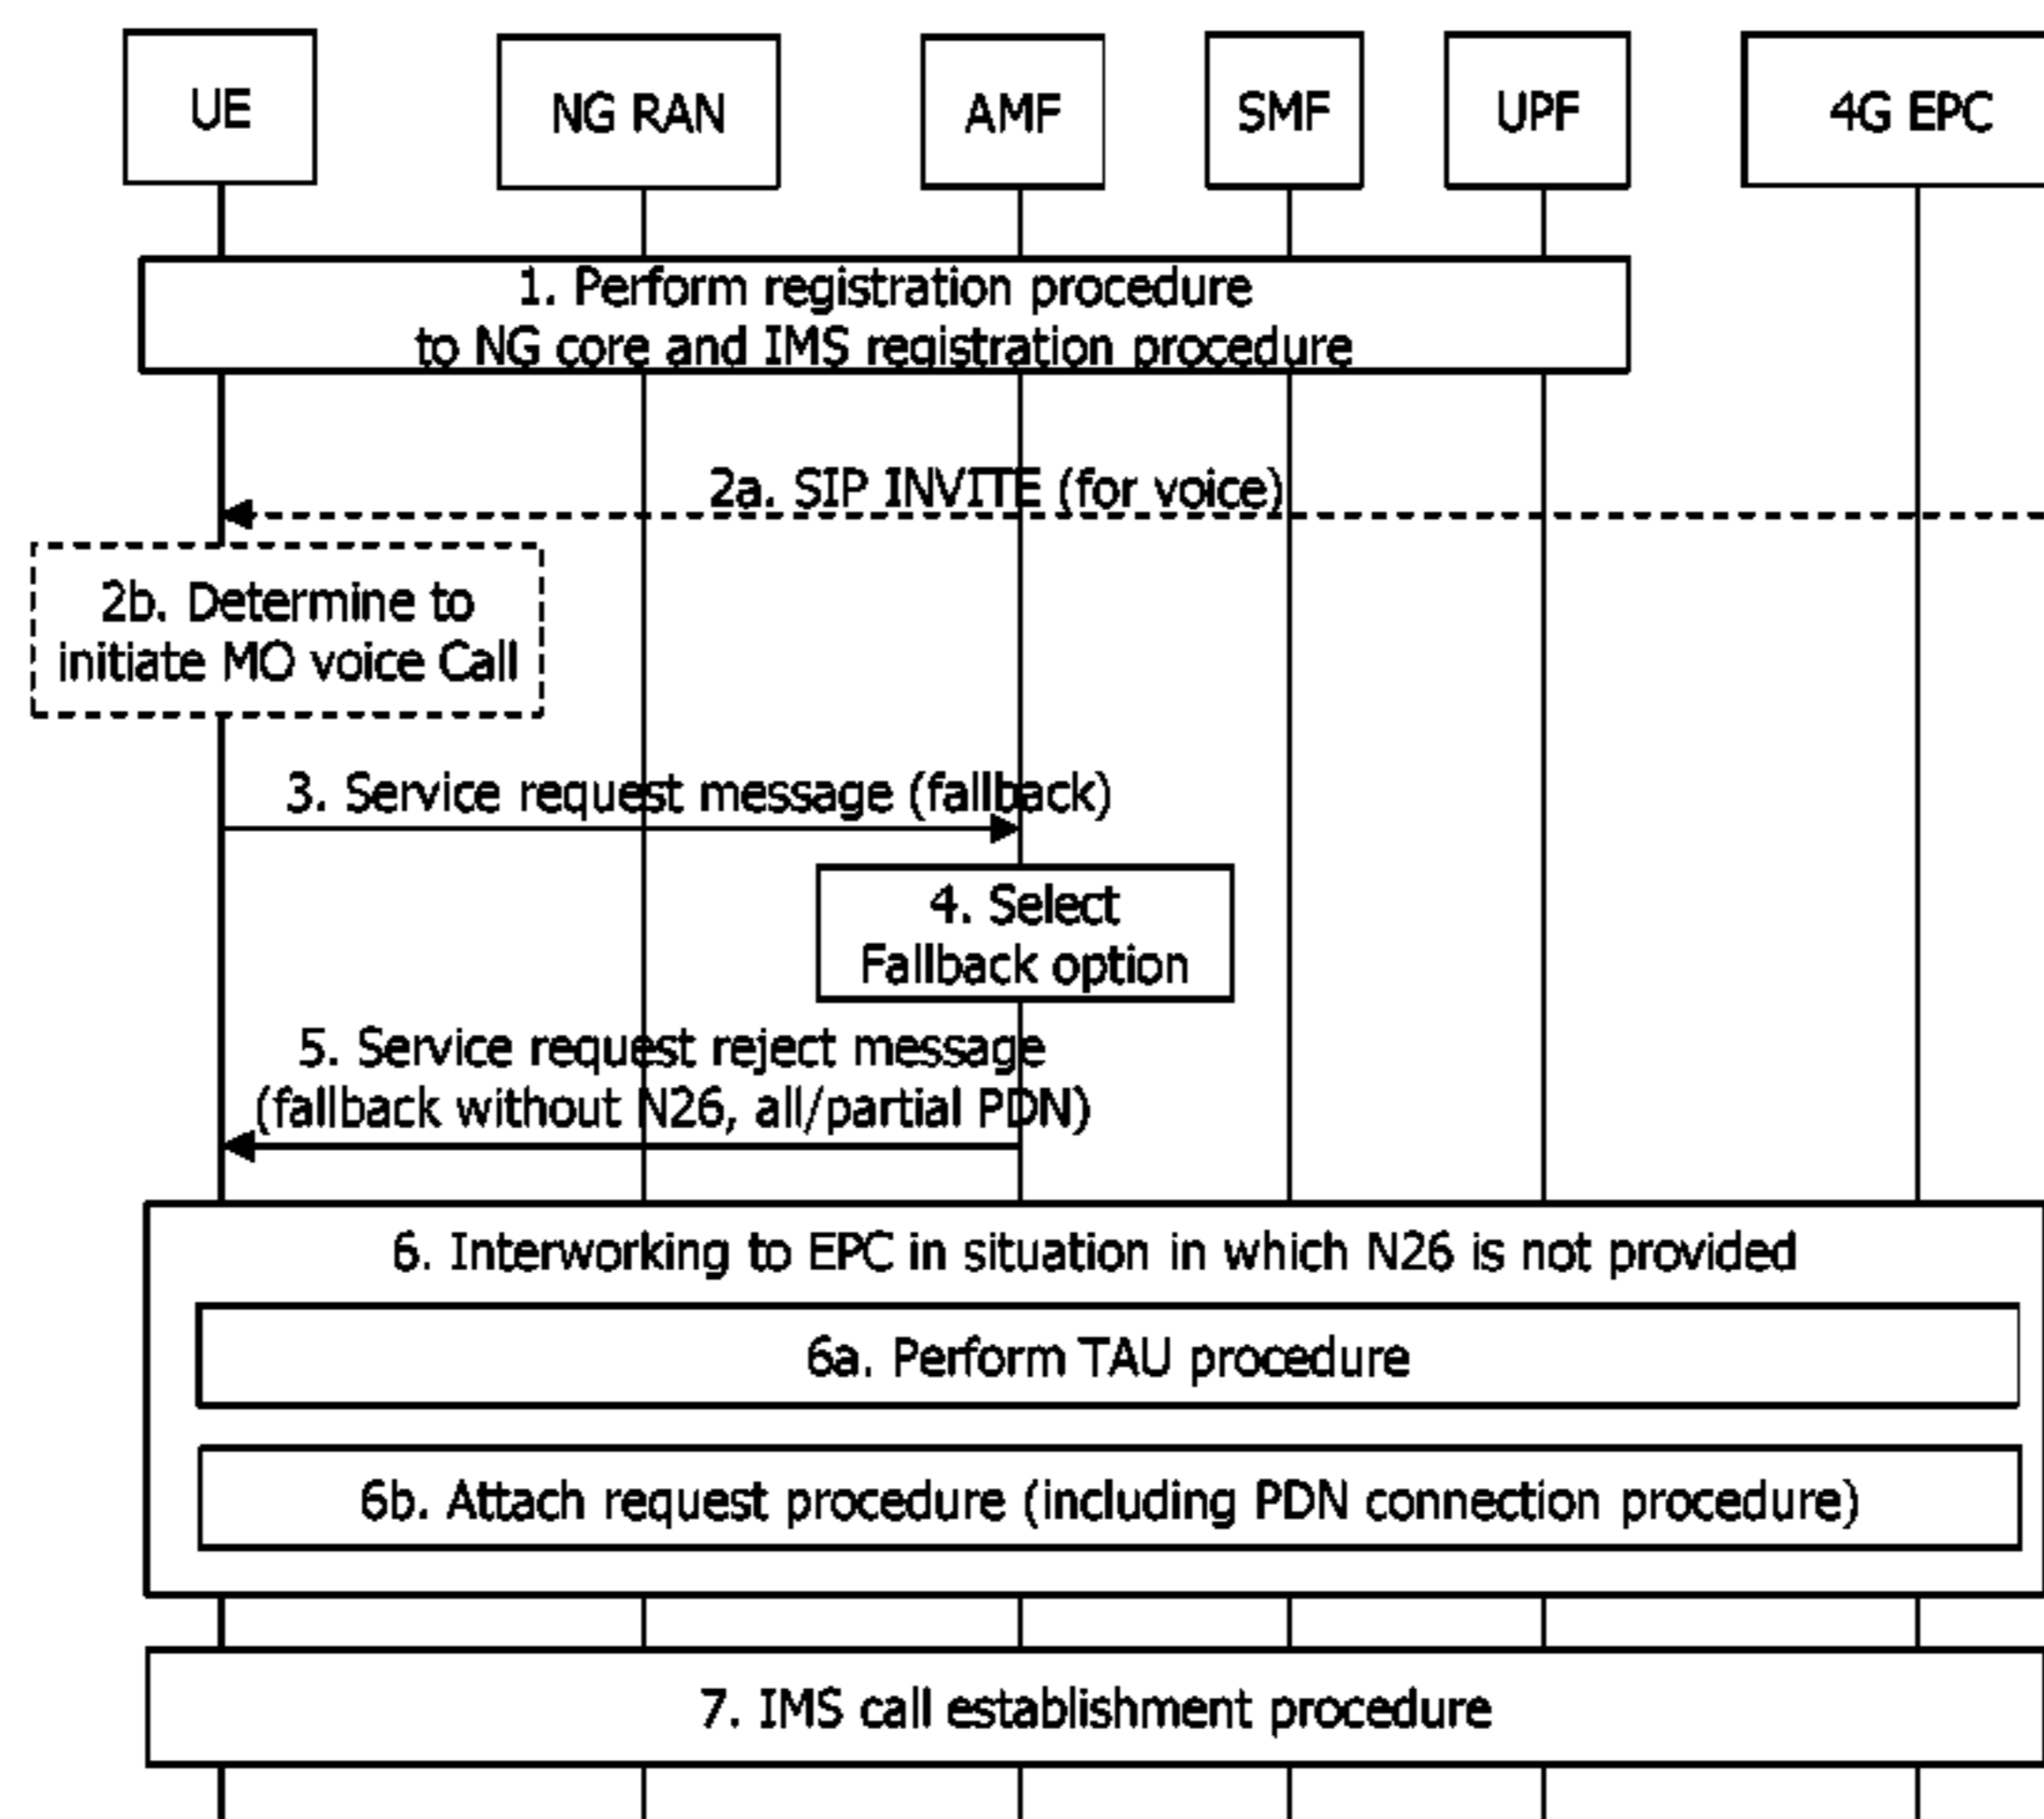 UE
NG RAN
AMF
SMF
UPF
4G EPC
1. Perform registration procedure
to NG core and IMS registration procedure
2a. SIP INVITE (for voice)
2b. Determine to
initiate MO voice Call
3. Service request message (fallback)
4. Select
Fallback option
5. Service request reject message
(fallback without N26, all/partial PDN)
6. Interworking to EPC in situation in which N26 is not provided
6a. Perform TAU procedure
6b. Attach request procedure (including PDN connection procedure)
7. IMS call establishment procedure